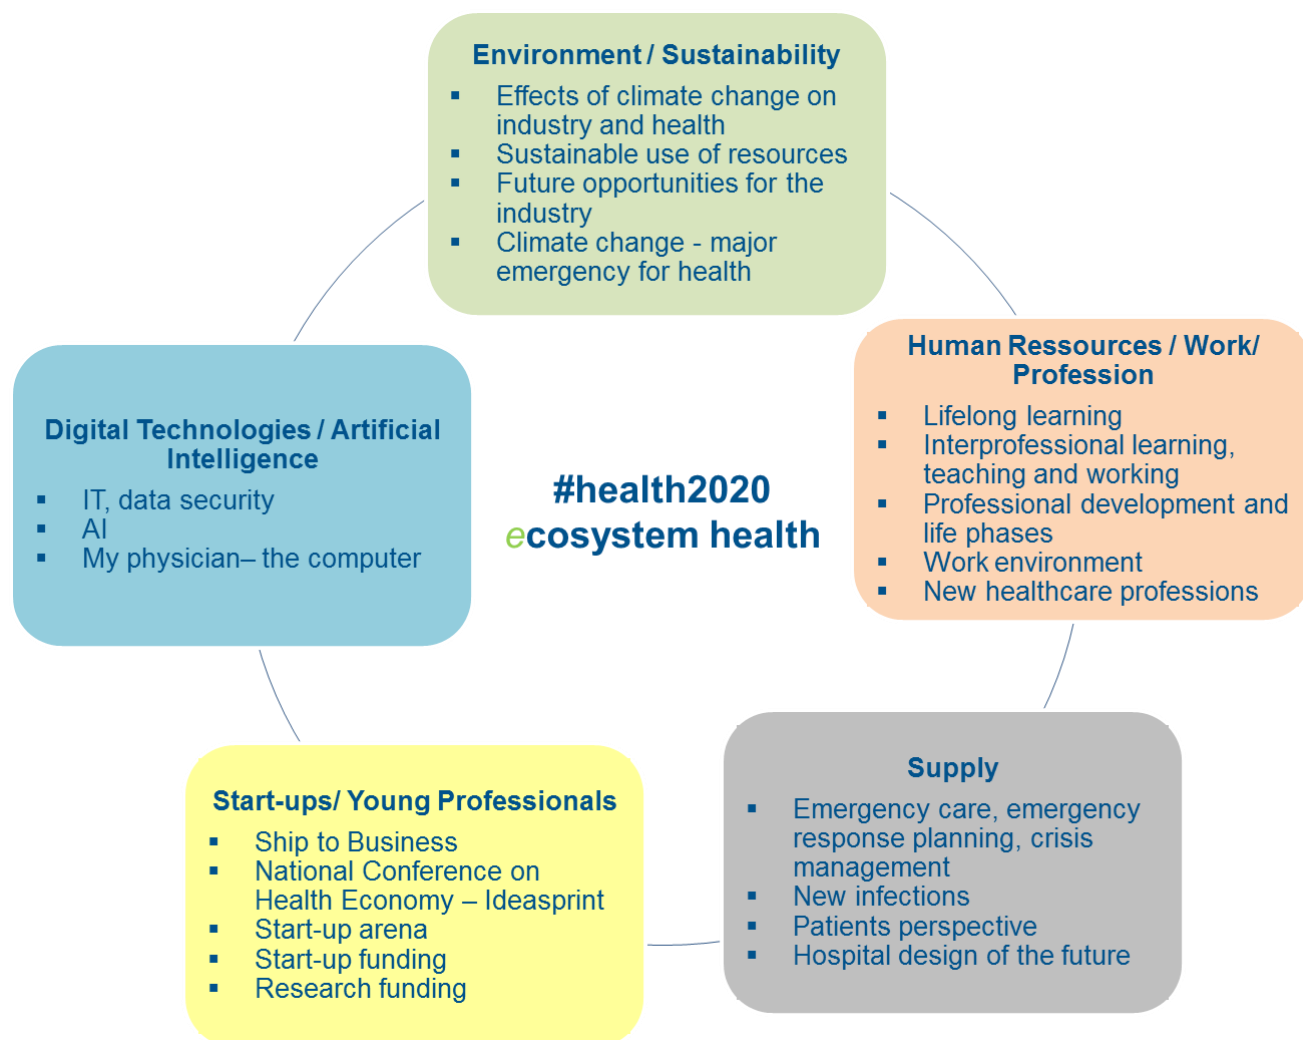 Environment / Sustainability
▪ Effects of climate change on
industry and health
▪ Sustainable use of resources
▪ Future opportunities for the
industry
▪ Climate change - major
emergency for health
Human Ressources / Work/
Profession
▪ Lifelong learning
▪ Interprofessional learning,
teaching and working
▪ Professional development and
life phases
▪ Work environment
▪ New healthcare professions
Supply
▪ Emergency care, emergency
response planning, crisis
management
▪ New infections
▪ Patients perspective
▪ Hospital design of the future
Start-ups/ Young Professionals
▪ Ship to Business
▪ National Conference on
Health Economy – Ideasprint
▪ Start-up arena
▪ Start-up funding
▪ Research funding
Digital Technologies / Artificial
Intelligence
▪ IT, data security
▪ AI
▪ My physician– the computer
#health2020
ecosystem health